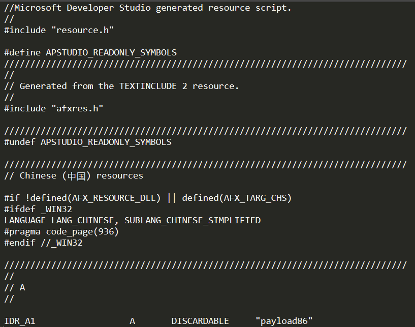 //Microsoft Developer Studio generated resource script.
//
#include "resource.h"
#define APSTUDIO_READONLY_SYMBOLS
/////////////////////////////////////////////////////////////////////////////
//
// Generated from the TEXTINCLUDE 2 resource.
//
#include "afxres.h"
/////////////////////////////////////////////////////////////////////////////
#undef APSTUDIO_READONLY_SYMBOLS
/////////////////////////////////////////////////////////////////////////////
// Chinese (中国) resources
#if !defined(AFX_RESOURCE_DLL) || defined(AFX_TARG_CHS)
#ifdef _WIN32
LANGUAGE LANG_CHINESE, SUBLANG_CHINESE_SIMPLIFIED
#pragma code_page(936)
#endif //_WIN32
/////////////////////////////////////////////////////////////////////////////
//
// A
//
IDR_A1 A DISCARDABLE "payload86"